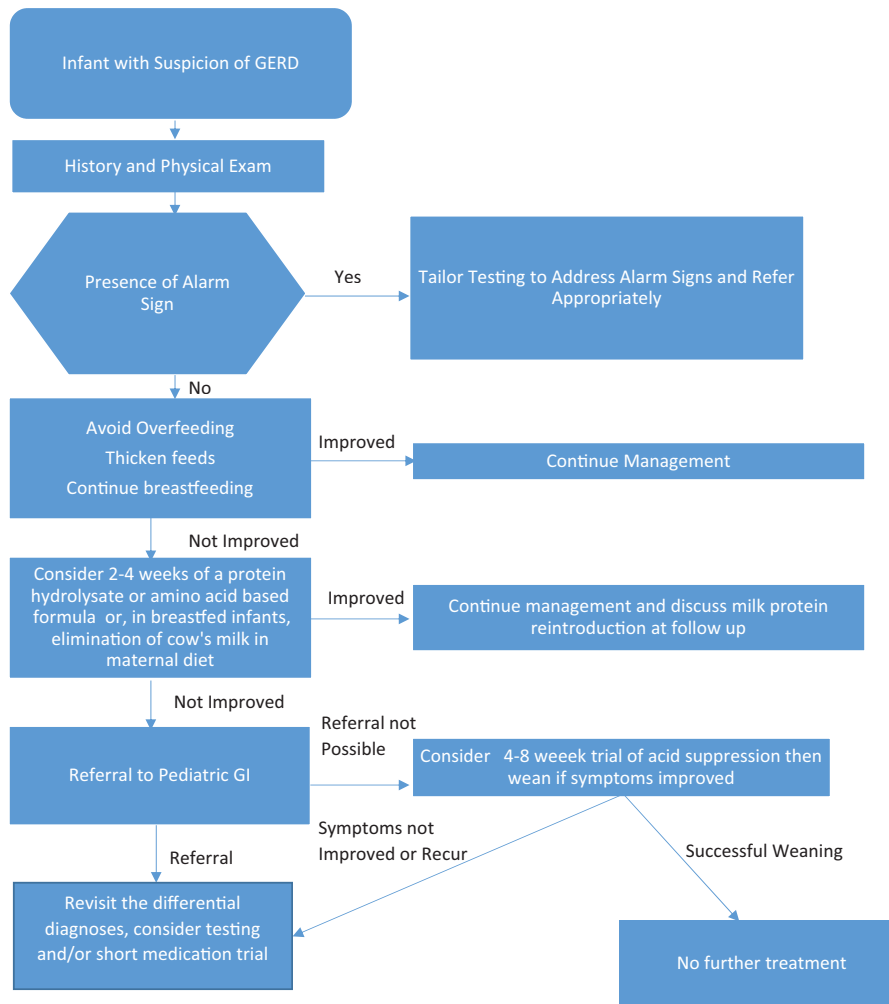 Infant with Suspicion of GERD
History and Physical Exam
Presence of Alarm
Sign
Yes
Tailor Testing to Address Alarm Signs and Refer
Appropriately
No
Avoid Overfeeding
Thicken feeds
Continue breastfeeding
Improved
Continue Management
Not Improved
Consider 2-4 weeks of a protein
hydrolysate or amino acid based
formula or, in breastfed infants,
elimination of cow's milk in
maternal diet
Improved
Continue management and discuss milk protein
reintroduction at follow up
Not Improved
Referral to Pediatric GI
Referral not
Possible
Consider 4-8 weeek trial of acid suppression then
wean if symptoms improved
Symptoms not
Improved or Recur
Referral
Successful Weaning
Revisit the differential
diagnoses, consider testing
and/or short medication trial
No further treatment